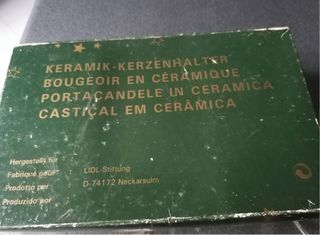 KERAMIK-KERZENHALTER
BOUGEOIR EN CÉRAMIQUE
PORTACANDELE IN CERAMICA
CASTIÇAL EM CERÂMICA
Hergestellt für
Fabriqué pour
Prodotto per
Produzido por
LIDL-Stiftung
D-74172 Neckarsulm